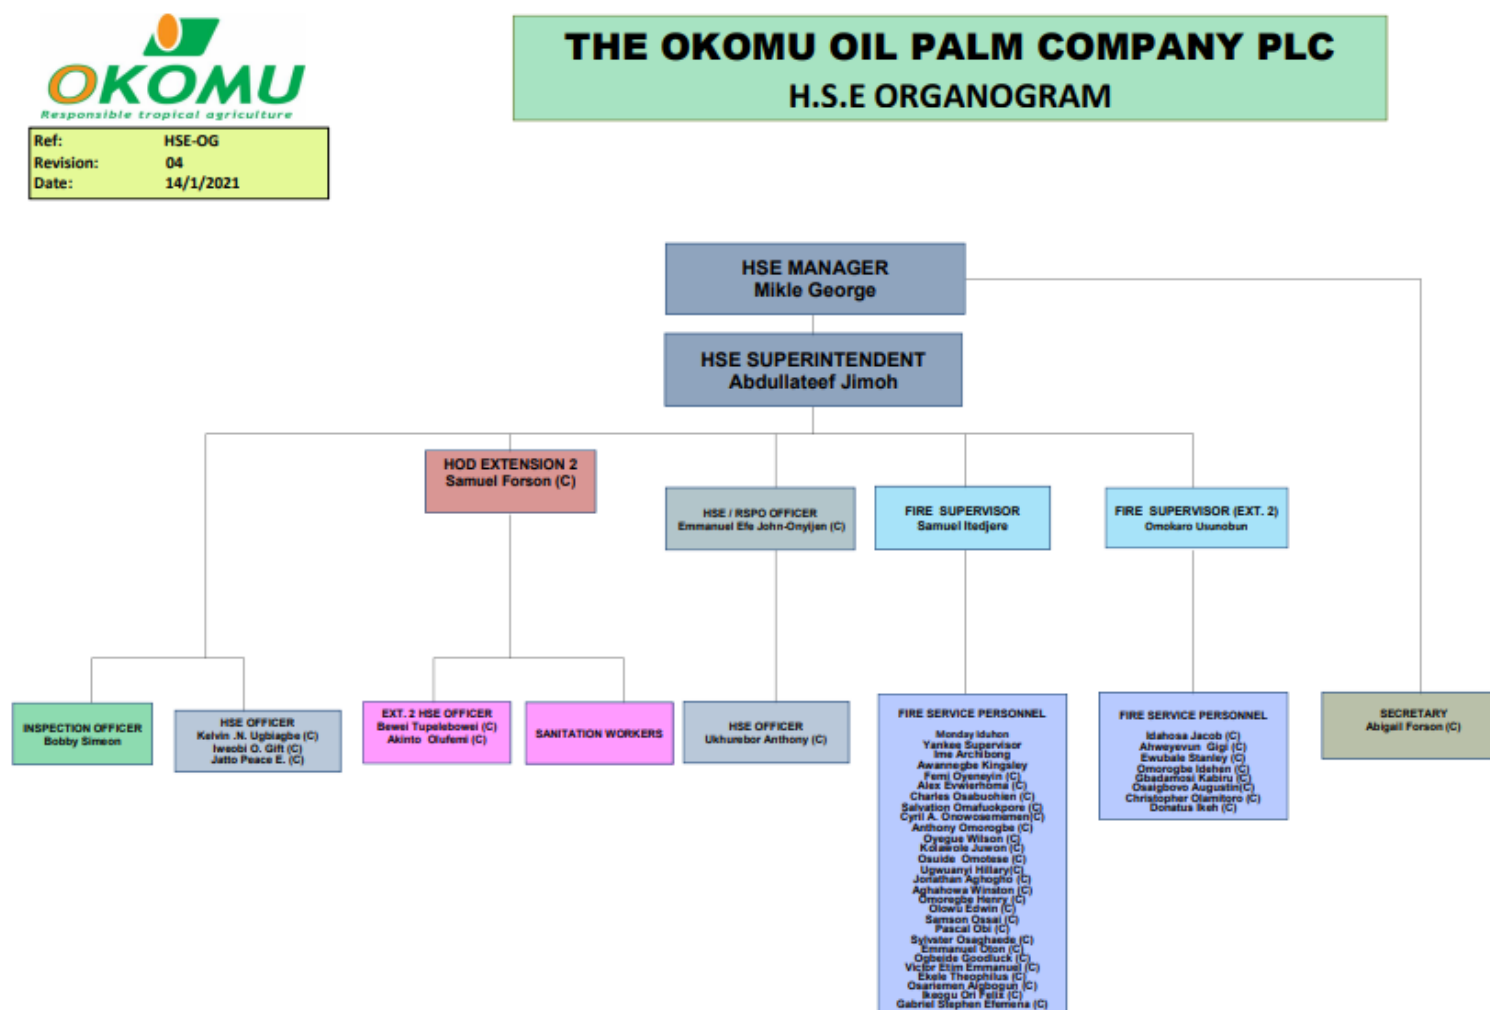 OKOMU
Responsible tropical agriculture
THE OKOMU OIL PALM COMPANY PLC
H.S.E ORGANOGRAM
Ref: HSE-OG
Revision: 04
Date: 14/1/2021
HSE MANAGER
Mikle George
HSE SUPERINTENDENT
Abdullateef Jimoh
HOD EXTENSION 2
Samuel Forson (C)
HSE / RSPO OFFICER
Emmanuel Efe John-Onyijen (C)
FIRE SUPERVISOR
Samuel Itedjere
FIRE SUPERVISOR (EXT. 2)
Omokaro Usunobun
INSPECTION OFFICER
Bobby Simeon
HSE OFFICER
Kelvin .N. Ugbiagbe (C)
Iweobi O. Gift (C)
Jatto Peace E. (C)
EXT. 2 HSE OFFICER
Bewei Tupelebowei (C)
Akinto Olufemi (C)
SANITATION WORKERS
HSE OFFICER
Ukhurebor Anthony (C)
FIRE SERVICE PERSONNEL
Monday Iduhon
Yankee Supervisor
Ime Archibong
Awannegbe Kingsley
Femi Oyeneyin (C)
Alex Evwierhoma (C)
Charles Osabuohien (C)
Salvation Omafuokpore (C)
Cyril A. Onowosememen(C)
Anthony Omorogbe (C)
Oyegue Wilson (C)
Kolawole Juwon (C)
Osuide Omotese (C)
Ugwuanyi Hillary(C)
Jonathan Aghogho (C)
Aghahowa Winston (C)
Omoregbe Henry (C)
Olowu Edwin (C)
Samson Ossai (C)
Pascal Obi (C)
Sylvster Osaghaede (C)
Emmanuel Oton (C)
Ogbeide Goodluck (C)
Victor Etim Emmanuel (C)
Ekele Theophilus (C)
Osariemen Aigbogun (C)
Ikeogu Ori Felix (C)
Gabriel Stephen Efemena (C)
FIRE SERVICE PERSONNEL
Idahosa Jacob (C)
Ahweyevun Gigi (C)
Ewubale Stanley (C)
Omorogbe Idehen (C)
Gbadamosi Kabiru (C)
Osaigbovo Augustin(C)
Christopher Olamitoro (C)
Donatus Ikeh (C)
SECRETARY
Abigail Forson (C)